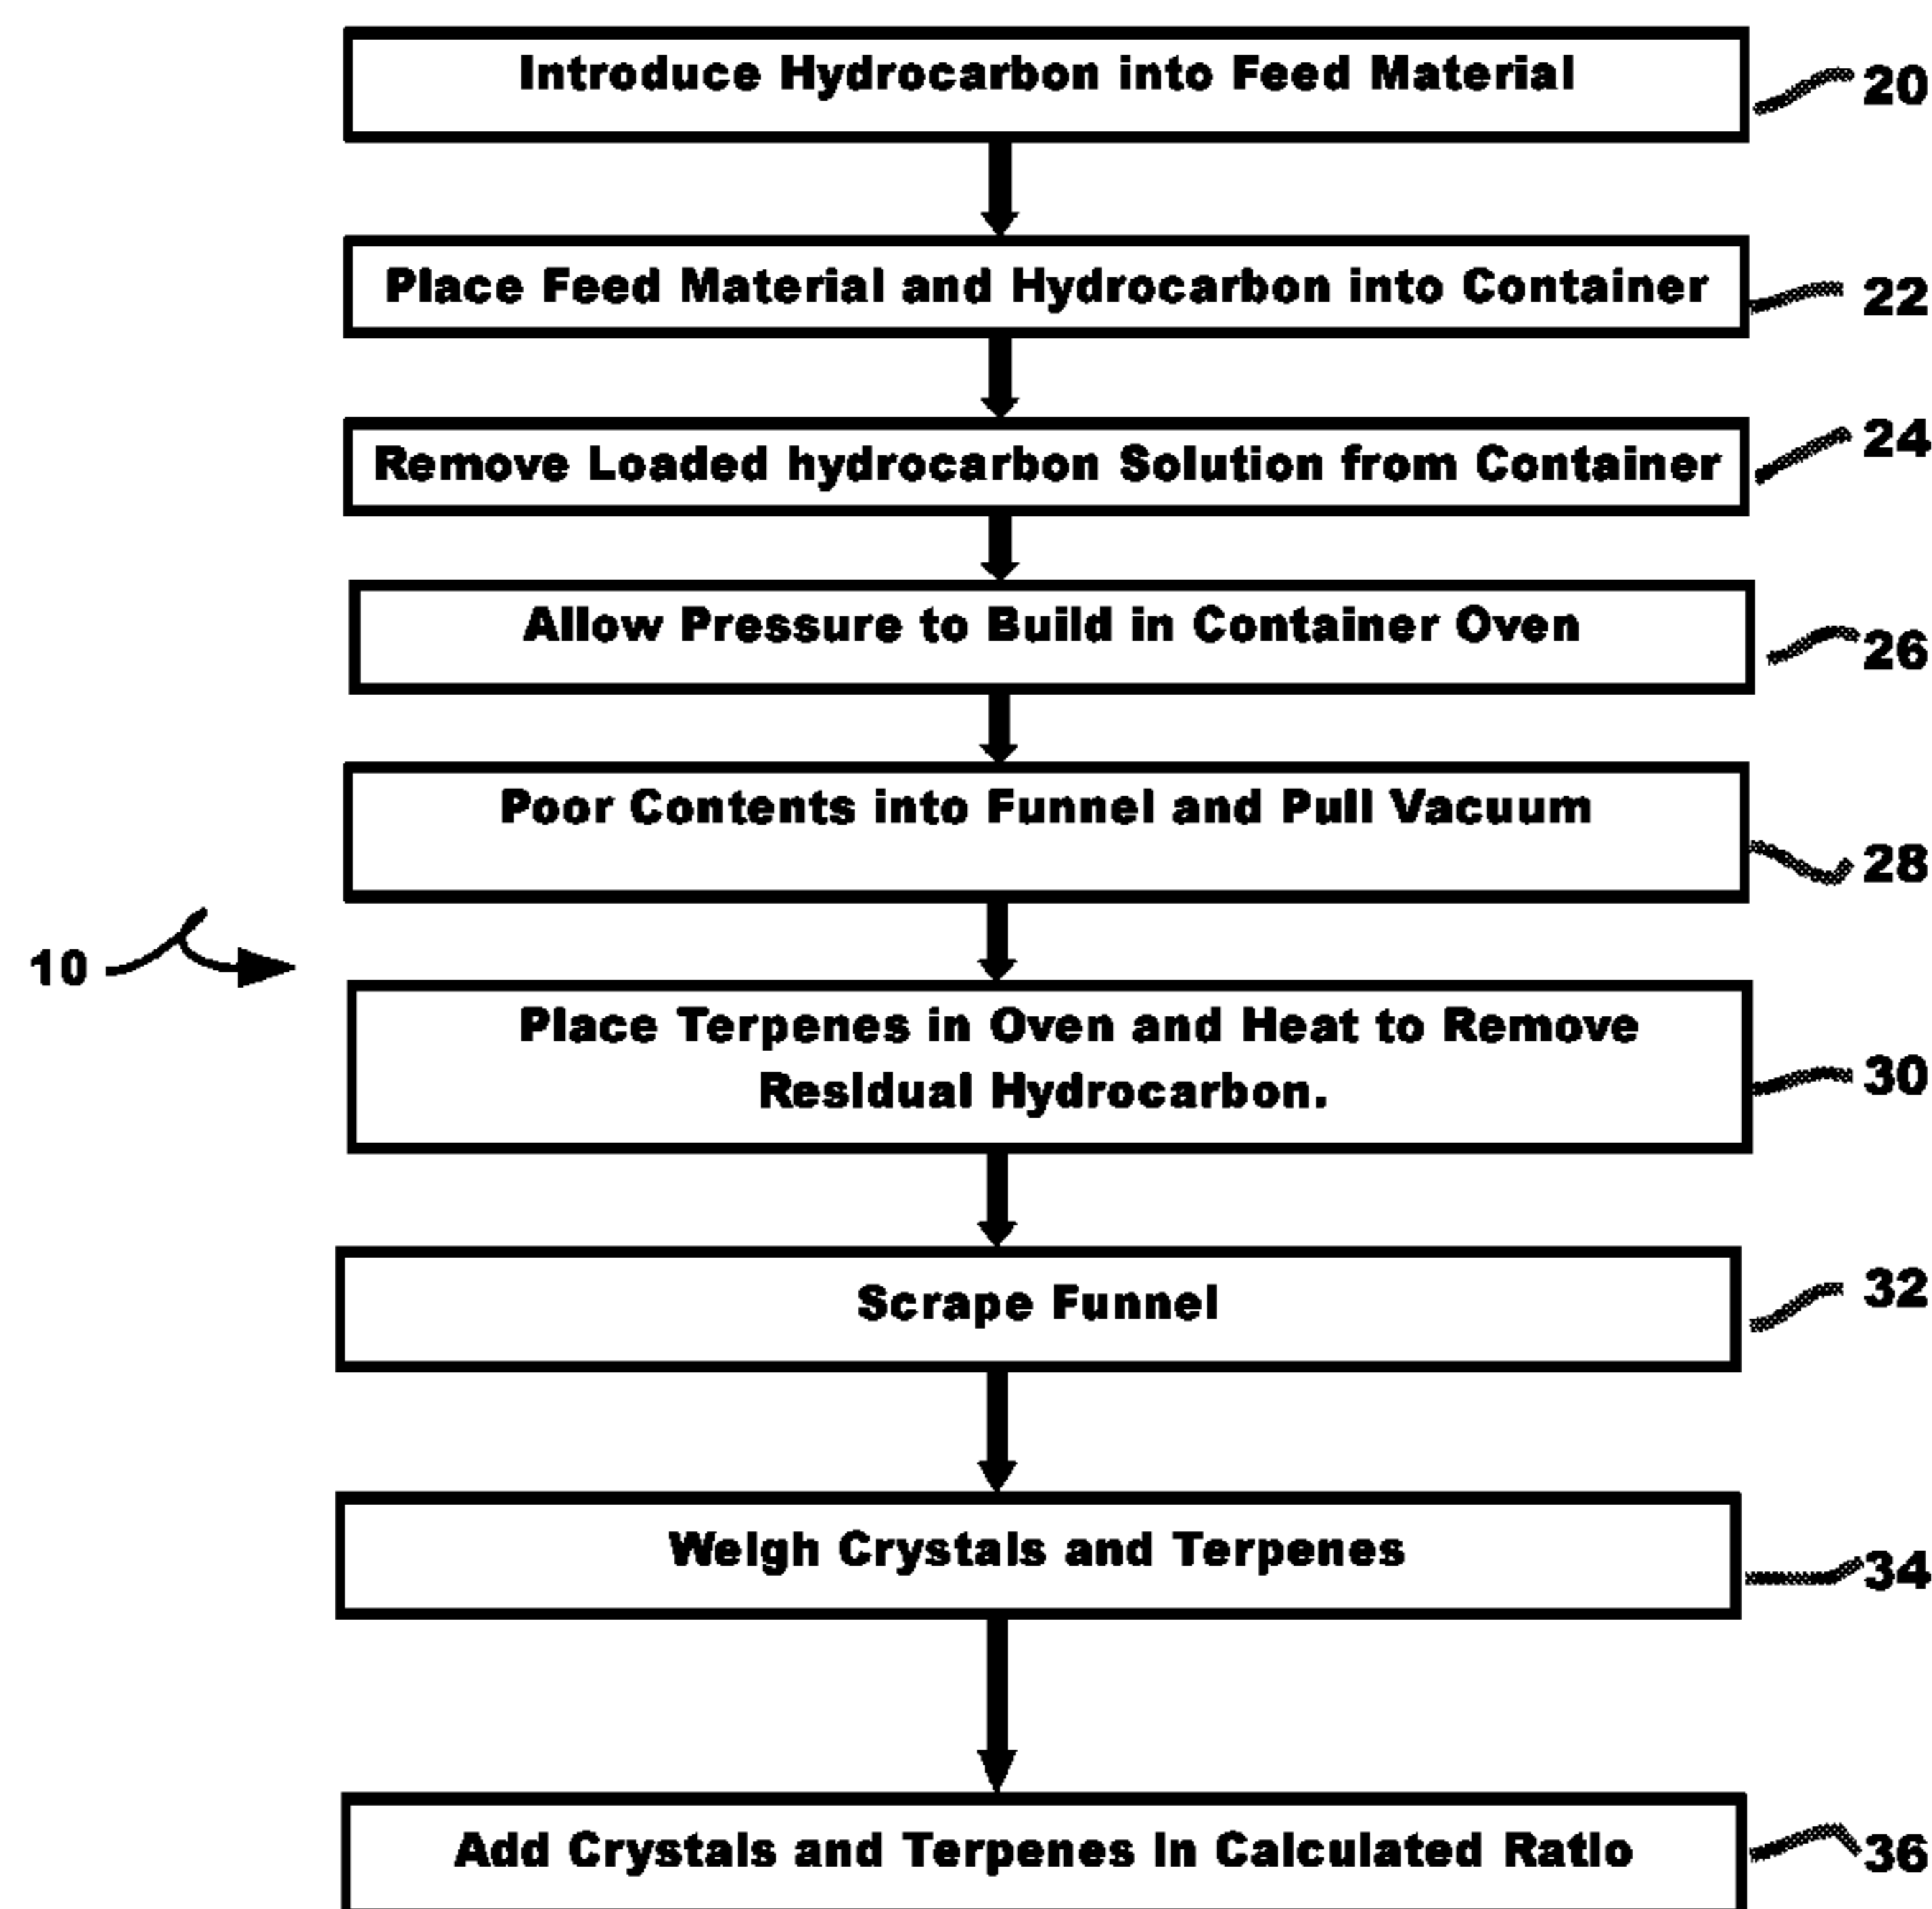 Introduce Hydrocarbon into Feed Material
20
Place Feed Material and Hydrocarbon into Container
22
Remove Loaded hydrocarbon Solution from Container
24
Allow Pressure to Build in Container Oven
26
Poor Contents into Funnel and Pull Vacuum
28
10
Place Terpenes in Oven and Heat to Remove
Residual Hydrocarbon.
30
Scrape Funnel
32
Weigh Crystals and Terpenes
34
Add Crystals and Terpenes in Calculated Ratio
36